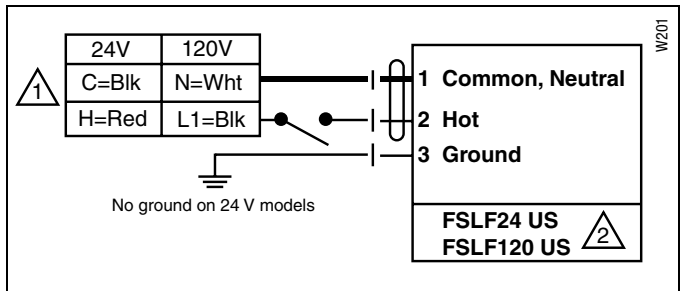 W201
24V 120V
C=Blk N=Wht
H=Red L1=Blk
1
1 Common, Neutral
2 Hot
3 Ground
No ground on 24 V models
FSLF24 US
FSLF120 US
2